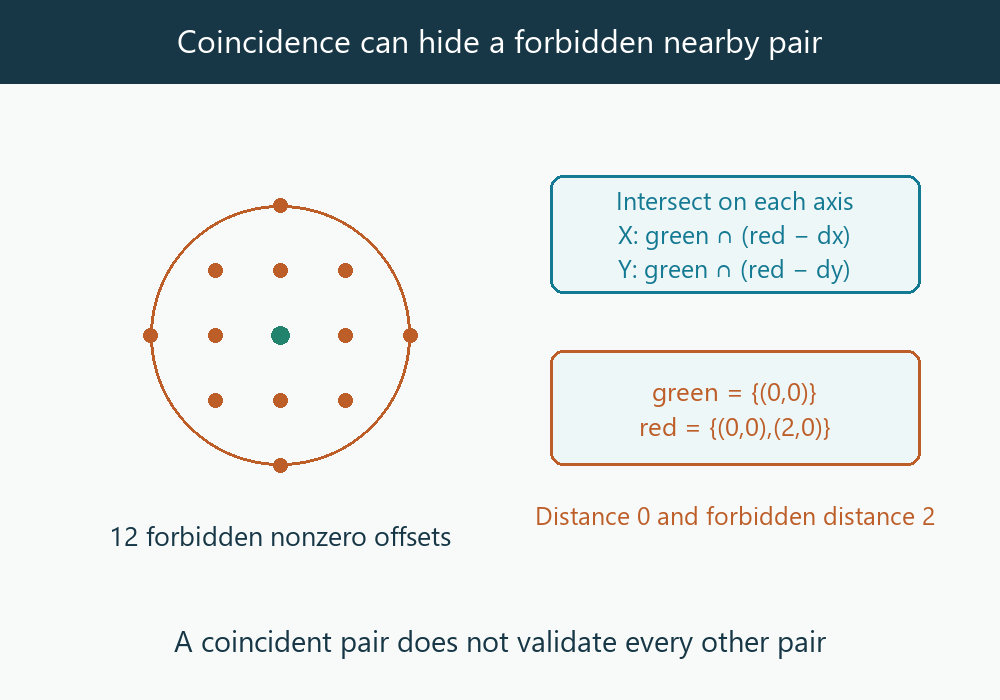 Coincidence can hide a forbidden nearby pair
Intersect on each axis
X: green ∩ (red − dx)
Y: green ∩ (red − dy)
green = {(0,0)}
red = {(0,0),(2,0)}
Distance 0 and forbidden distance 2
12 forbidden nonzero offsets
A coincident pair does not validate every other pair